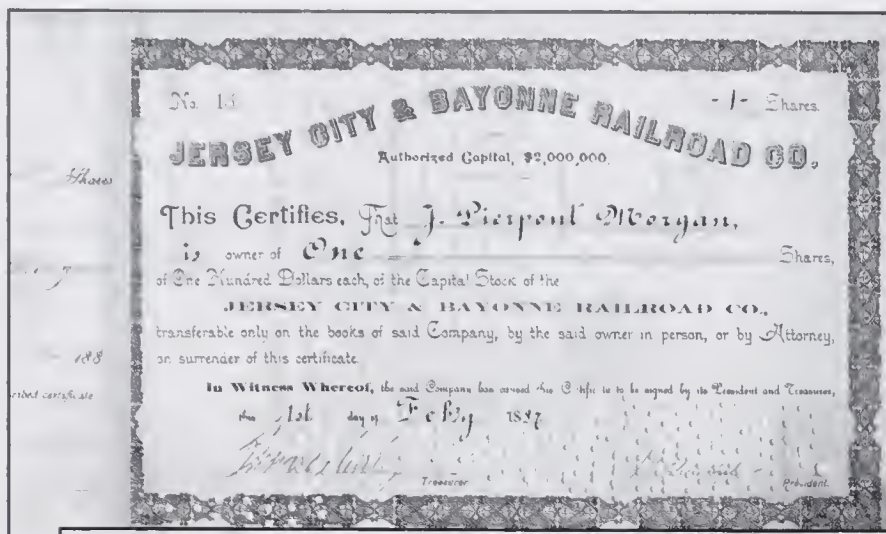 No. 13
-1- Shares.
JERSEY CITY & BAYONNE RAILROAD CO.,
Authorized Capital, $2,000,000.
Shares
This Certifies, That J. Pierpont Morgan,
is owner of One Shares,
of One Hundred Dollars each, of the Capital Stock of the
JERSEY CITY & BAYONNE RAILROAD CO.,
transferable only on the books of said Company, by the said owner in person, or by Attorney,
188
on surrender of this certificate.
certificate
In Witness Whereof, the said Company has caused this Certificate to be signed by its President and Treasurer,
this 1st day of Feby 1887
Treasurer
President.